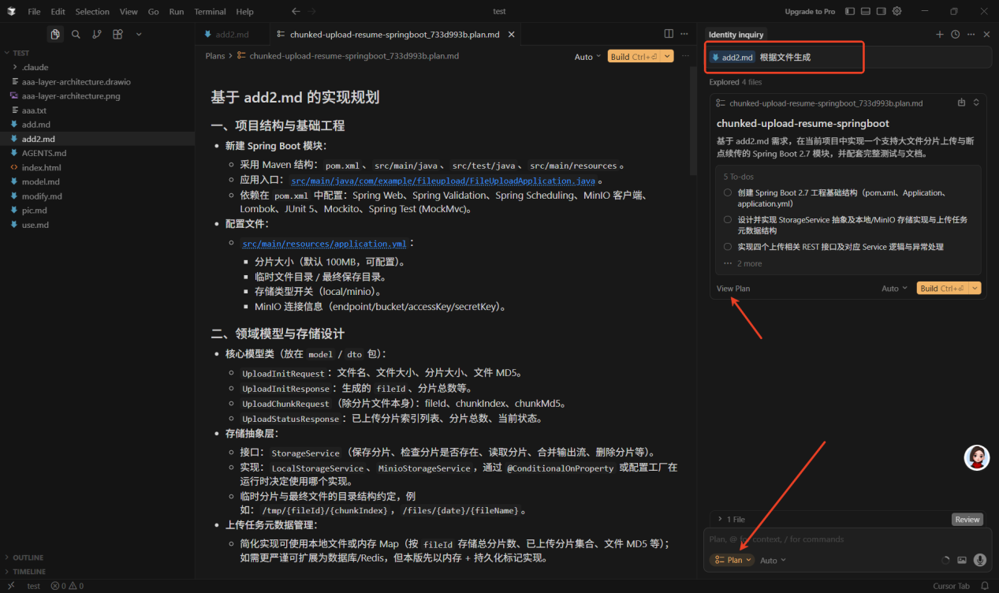 File Edit Selection View Go Run Terminal Help
test
Upgrade to Pro
TEST
.claude
aaa-layer-architecture.drawio
aaa-layer-architecture.png
aaa.txt
add.md
add2.md
AGENTS.md
index.html
model.md
modify.md
pic.md
use.md
OUTLINE
TIMELINE
add2.md
chunked-upload-resume-springboot_733d993b.plan.md
Plans > chunked-upload-resume-springboot_733d993b.plan.md
Auto
Build Ctrl+⏎
基于 add2.md 的实现规划
一、项目结构与基础工程
• 新建 Spring Boot 模块：
采用 Maven 结构：pom.xml、src/main/java、src/test/java、src/main/resources。
应用入口：src/main/java/com/example/fileupload/FileUploadApplication.java。
依赖在 pom.xml 中配置：Spring Web、Spring Validation、Spring Scheduling、MinIO 客户端、
Lombok、JUnit 5、Mockito、Spring Test (MockMvc)。
• 配置文件：
src/main/resources/application.yml：
分片大小（默认 100MB，可配置）。
临时文件目录 / 最终保存目录。
存储类型开关（local/minio）。
MinIO 连接信息（endpoint/bucket/accessKey/secretKey）。
二、领域模型与存储设计
• 核心模型类（放在 model / dto 包）：
UploadInitRequest：文件名、文件大小、分片大小、文件 MD5。
UploadInitResponse：生成的 fileId、分片总数等。
UploadChunkRequest（除分片文件本身）：fileId、chunkIndex、chunkMd5。
UploadStatusResponse：已上传分片索引列表、分片总数、当前状态。
• 存储抽象层：
接口：StorageService（保存分片、检查分片是否存在、读取分片、合并输出流、删除分片等）。
实现：LocalStorageService、MinioStorageService，通过 @ConditionalOnProperty 或配置工厂在
运行时决定使用哪个实现。
临时分片与最终文件的目录结构约定，例
如：/tmp/{fileId}/{chunkIndex}，/files/{date}/{fileName}。
• 上传任务元数据管理：
简化实现可使用本地文件或内存 Map（按 fileId 存储总分片数、已上传分片集合、文件 MD5 等）；
如需更严谨可扩展为数据库/Redis，但本版先以内存 + 持久化标记实现。
Identity inquiry
add2.md 根据文件生成
Explored 4 files
chunked-upload-resume-springboot_733d993b.plan.md
chunked-upload-resume-springboot
基于 add2.md 需求，在当前项目中实现一个支持大文件分片上传与断
点续传的 Spring Boot 2.7 模块，并配套完整测试与文档。
5 To-dos
创建 Spring Boot 2.7 工程基础结构（pom.xml、Application、
application.yml）
设计并实现 StorageService 抽象及本地/MinIO 存储实现与上传任务
元数据结构
实现四个上传相关 REST 接口及对应 Service 逻辑与异常处理
··· 2 more
View Plan
Auto
Build Ctrl+⏎
> 1 File
Review
Plan, @ for context, / for commands
Plan
Auto
test
0
0
Cursor Tab